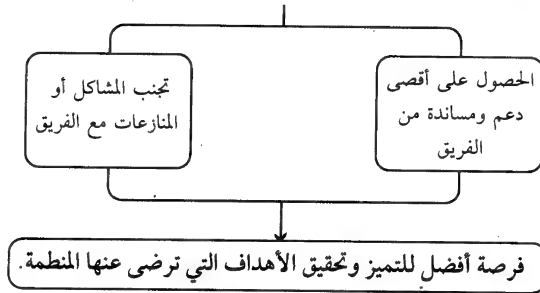 الحصول على أقصى
دعم ومساندة من
الفريق
تجنب المشاكل أو
المنازعات مع الفريق
فرصة أفضل للتميز وتحقيق الأهداف التي ترضى عنها المنظمة.